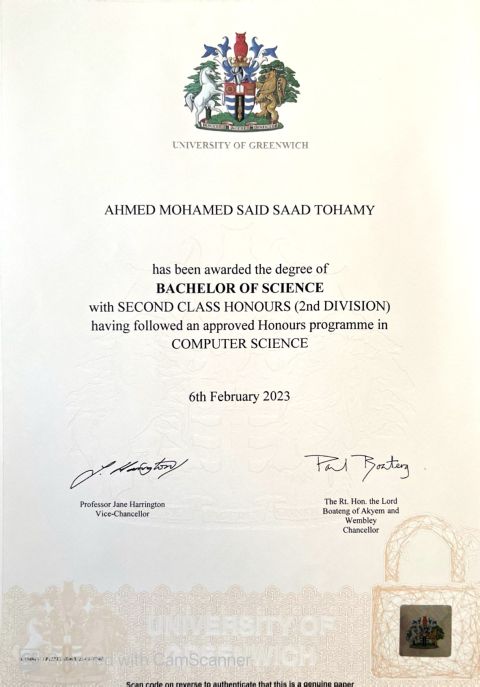 UNIVERSITY OF GREENWICH
AHMED MOHAMED SAID SAAD TOHAMY
has been awarded the degree of
BACHELOR OF SCIENCE
with SECOND CLASS HONOURS (2nd DIVISION)
having followed an approved Honours programme in
COMPUTER SCIENCE
6th February 2023
J. Harrington
Paul Boateng
Professor Jane Harrington
Vice-Chancellor
The Rt. Hon. the Lord
Boateng of Akyem and
Wembley
Chancellor
UNIVERSITY OF
GREENWICH
with CamScanner
Scan code on reverse to authenticate that this is a genuine paper